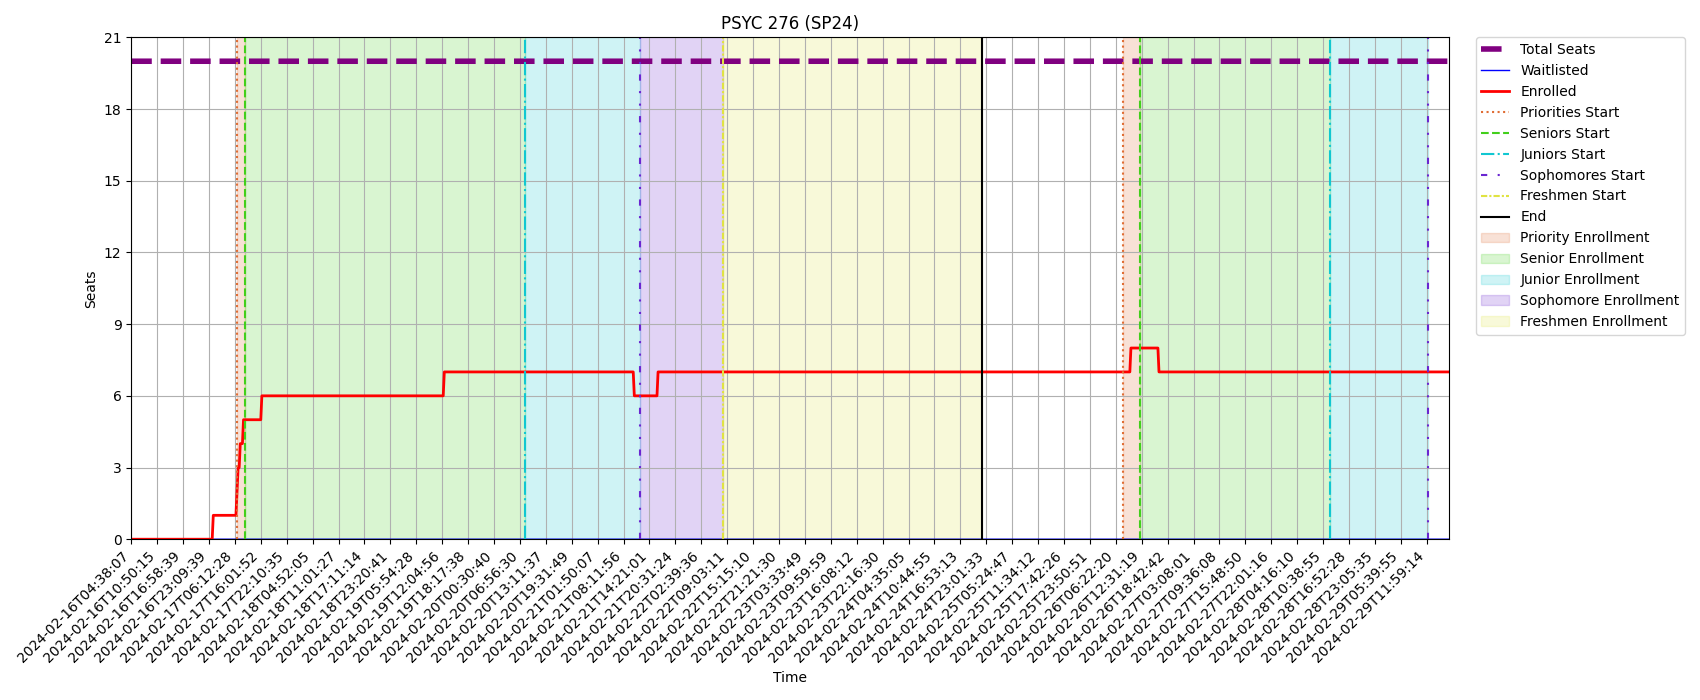 PSYC 276 (SP24)
21
18
15
12
9
6
3
0
Seats
2024-02-16T04:38:07
2024-02-16T10:50:15
2024-02-16T16:58:39
2024-02-16T23:09:39
2024-02-17T06:12:28
2024-02-17T16:01:52
2024-02-17T22:10:35
2024-02-18T04:52:05
2024-02-18T11:01:27
2024-02-18T17:11:14
2024-02-18T23:20:41
2024-02-19T05:54:28
2024-02-19T12:04:56
2024-02-19T18:17:38
2024-02-20T00:30:40
2024-02-20T06:56:30
2024-02-20T13:11:37
2024-02-20T19:31:49
2024-02-21T01:50:07
2024-02-21T08:11:56
2024-02-21T14:21:01
2024-02-21T20:31:24
2024-02-22T02:39:36
2024-02-22T09:03:11
2024-02-22T15:15:10
2024-02-22T21:21:30
2024-02-23T03:33:49
2024-02-23T09:59:59
2024-02-23T16:08:12
2024-02-23T22:16:30
2024-02-24T04:35:05
2024-02-24T10:44:55
2024-02-24T16:53:13
2024-02-24T23:01:33
2024-02-25T05:24:47
2024-02-25T11:34:12
2024-02-25T17:42:26
2024-02-25T23:50:51
2024-02-26T06:22:20
2024-02-26T12:31:19
2024-02-26T18:42:42
2024-02-27T03:08:01
2024-02-27T09:36:08
2024-02-27T15:48:50
2024-02-27T22:01:16
2024-02-28T04:16:10
2024-02-28T10:38:55
2024-02-28T16:52:28
2024-02-28T23:05:35
2024-02-29T05:39:55
2024-02-29T11:59:14
Time
Total Seats
Waitlisted
Enrolled
Priorities Start
Seniors Start
Juniors Start
Sophomores Start
Freshmen Start
End
Priority Enrollment
Senior Enrollment
Junior Enrollment
Sophomore Enrollment
Freshmen Enrollment